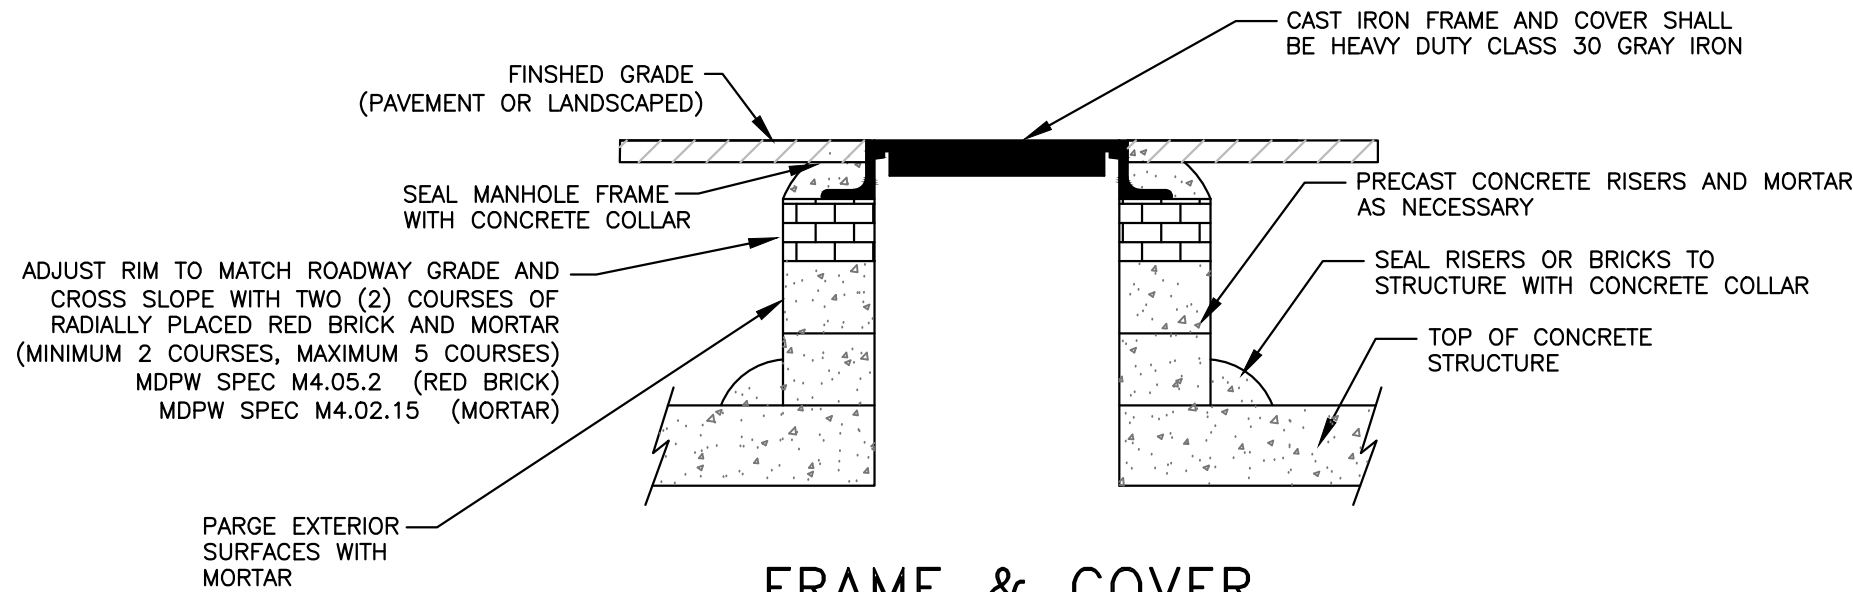 CAST IRON FRAME AND COVER SHALL
BE HEAVY DUTY CLASS 30 GRAY IRON
FINSHED GRADE
(PAVEMENT OR LANDSCAPED)
SEAL MANHOLE FRAME
WITH CONCRETE COLLAR
PRECAST CONCRETE RISERS AND MORTAR
AS NECESSARY
ADJUST RIM TO MATCH ROADWAY GRADE AND
CROSS SLOPE WITH TWO (2) COURSES OF
RADIALLY PLACED RED BRICK AND MORTAR
(MINIMUM 2 COURSES, MAXIMUM 5 COURSES)
MDPW SPEC M4.05.2 (RED BRICK)
MDPW SPEC M4.02.15 (MORTAR)
SEAL RISERS OR BRICKS TO
STRUCTURE WITH CONCRETE COLLAR
TOP OF CONCRETE
STRUCTURE
PARGE EXTERIOR
SURFACES WITH
MORTAR
FRAME & COVER